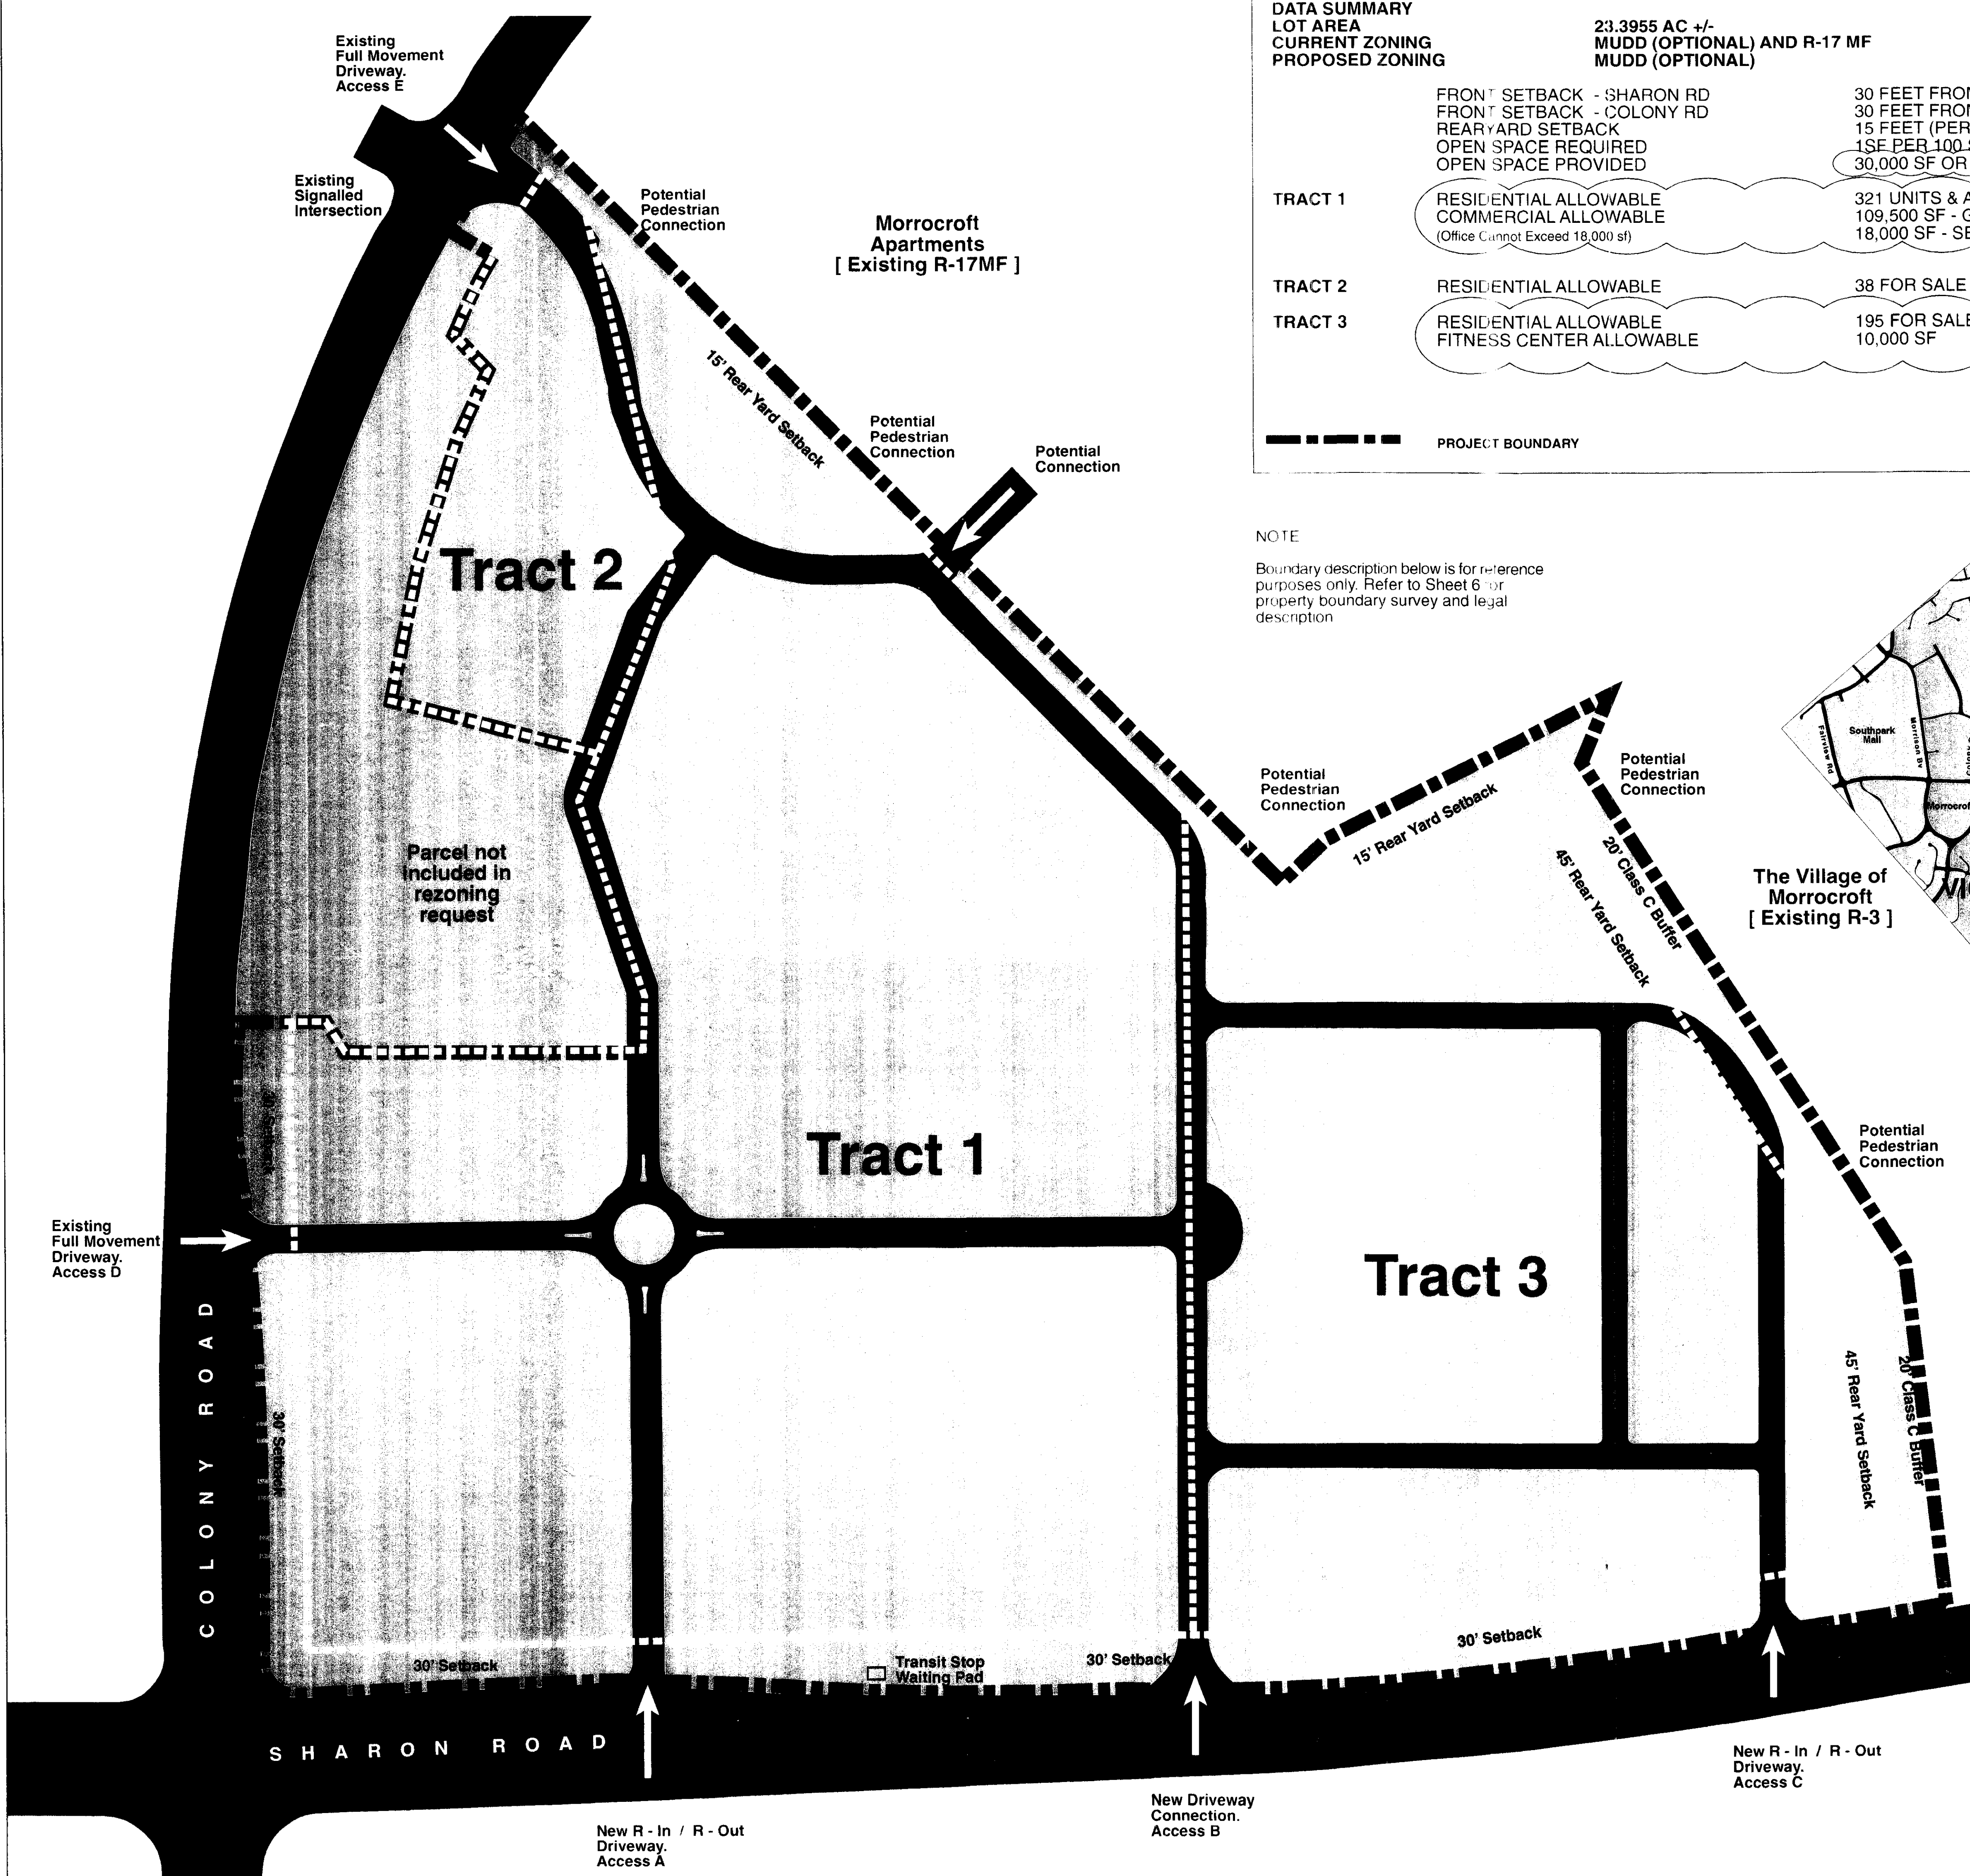 DATA SUMMARY
LOT AREA 23.3955 AC +/-
CURRENT ZONING MUDD (OPTIONAL) AND R-17 MF
PROPOSED ZONING MUDD (OPTIONAL)
FRONT SETBACK - SHARON RD 30 FEET
FRONT SETBACK - COLONY RD 30 FEET
REARYARD SETBACK 15 FEET (PER
OPEN SPACE REQUIRED 1SF PER 100
OPEN SPACE PROVIDED 30,000 SF OR
TRACT 1 RESIDENTIAL ALLOWABLE 321 UNITS &
COMMERCIAL ALLOWABLE 109,500 SF -
(Office Cannot Exceed 18,000 sf) 18,000 SF -
TRACT 2 RESIDENTIAL ALLOWABLE 38 FOR SALE
TRACT 3 RESIDENTIAL ALLOWABLE 195 FOR SALE
FITNESS CENTER ALLOWABLE 10,000 SF
PROJECT BOUNDARY
NOTE
Boundary description below is for reference
purposes only. Refer to Sheet 6 for
property boundary survey and legal
description
Existing
Full Movement
Driveway.
Access E
Existing
Signalled
Intersection
Potential
Pedestrian
Connection
Morrocroft
Apartments
[ Existing R-17MF ]
15' Rear Yard Setback
Potential
Pedestrian
Connection
Potential
Connection
Tract 2
Southpark
Mall
Fairview Rd
Morrison Bv
Potential
Pedestrian
Connection
15' Rear Yard Setback
Potential
Pedestrian
Connection
20' Class C Buffer
45' Rear Yard Setback
The Village of
Morrocroft
[ Existing R-3 ]
Parcel not
included in
rezoning
request
Tract 1
Potential
Pedestrian
Connection
Existing
Full Movement
Driveway.
Access D
Tract 3
COLONY ROAD
30' Setback
45' Rear Yard Setback
20' Class C Buffer
30' Setback
Transit Stop
Waiting Pad
30' Setback
30' Setback
SHARON ROAD
New R - In / R - Out
Driveway.
Access A
New Driveway
Connection.
Access B
New R - In / R - Out
Driveway.
Access C